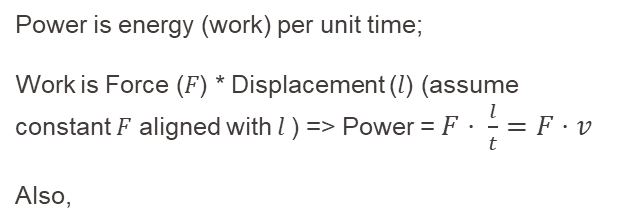 Power is energy (work) per unit time;
Work is Force (F) * Displacement (l) (assume
constant F aligned with l ) => Power = F · l/t = F · v
Also,